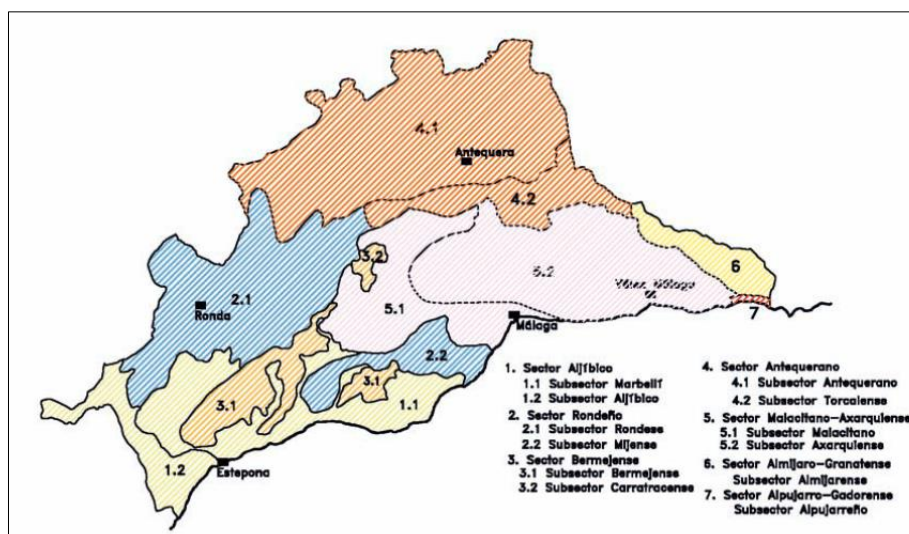 4.1
Antequera
4.2
3.2
6
5.2
Vélez Málaga
2.1
Ronda
5.1
7
Málaga
2.2
3.1
3.1
1.1
1.2
Estepona
1. Sector Aljíbico
1.1 Subsector Marbellí
1.2 Subsector Aljíbico
2. Sector Rondeño
2.1 Subsector Rondese
2.2 Subsector Mijense
3. Sector Bermejense
3.1 Subsector Bermejense
3.2 Subsector Carratracense
4. Sector Antequerano
4.1 Subsector Antequerano
4.2 Subsector Torcalense
5. Sector Malacitano-Axarquiense
5.1 Subsector Malacitano
5.2 Subsector Axarquiense
6. Sector Almijaro-Granatense
Subsector Almijarense
7. Sector Alpujarro-Gadorense
Subsector Alpujarreño